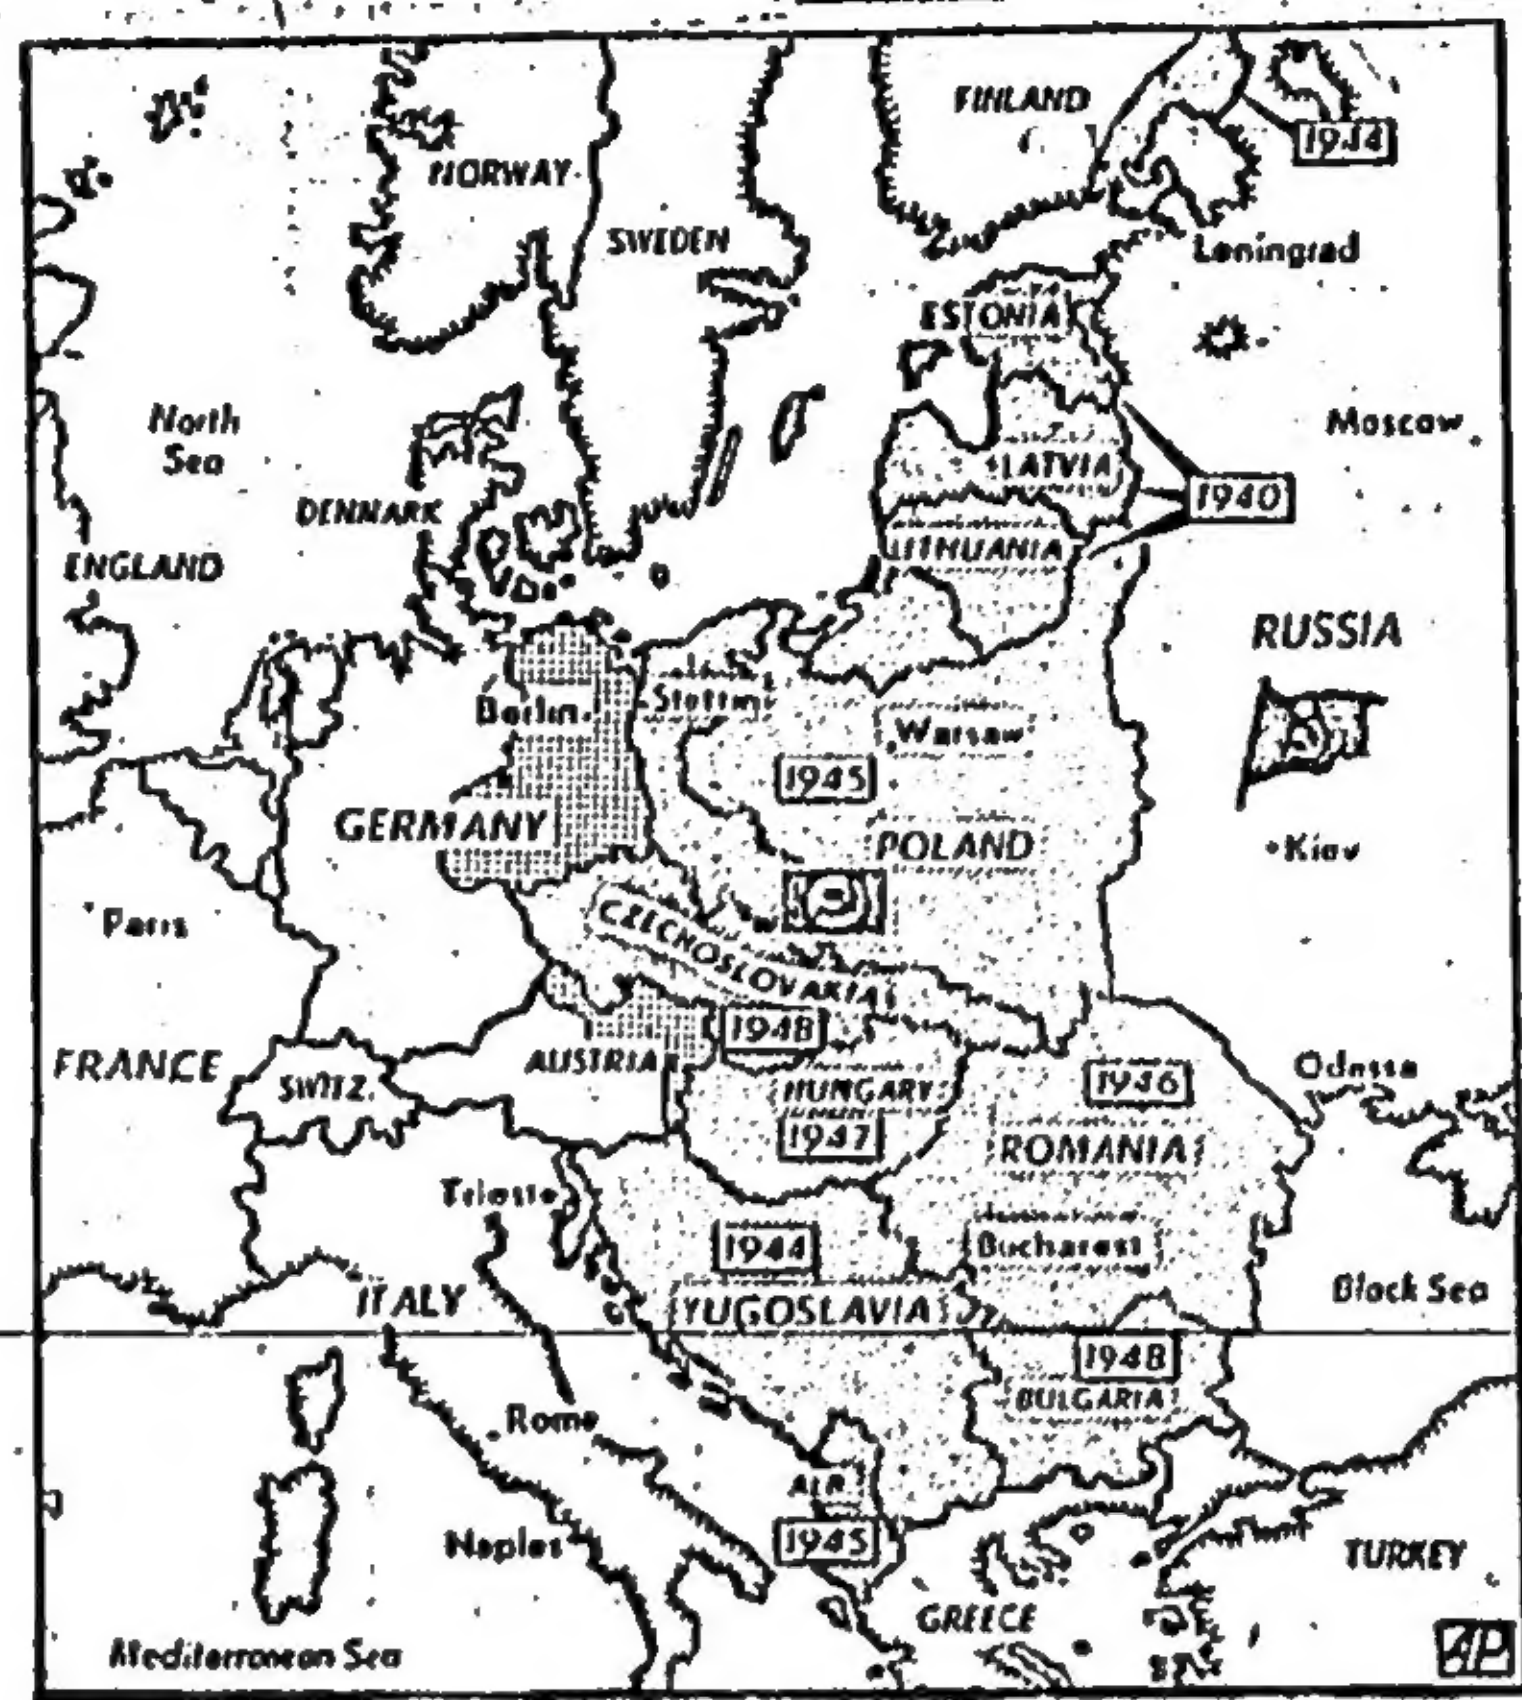 FINLAND
1944
NORWAY
SWEDEN
Leningrad
ESTONIA
North
Sea
Moscow
LATVIA
1940
DENMARK
LITHUANIA
ENGLAND
RUSSIA
Berlin
Stettin
Warsaw
1945
GERMANY
POLAND
Kiev
Paris
CZECHOSLOVAKIA
1948
FRANCE
AUSTRIA
Odessa
SWITZ.
HUNGARY
1946
1947
ROMANIA
Trieste
1944
Bucharest
ITALY
YUGOSLAVIA
Black Sea
1948
BULGARIA
Rome
ALB.
1945
Naples
TURKEY
GREECE
Mediterranean Sea
AP